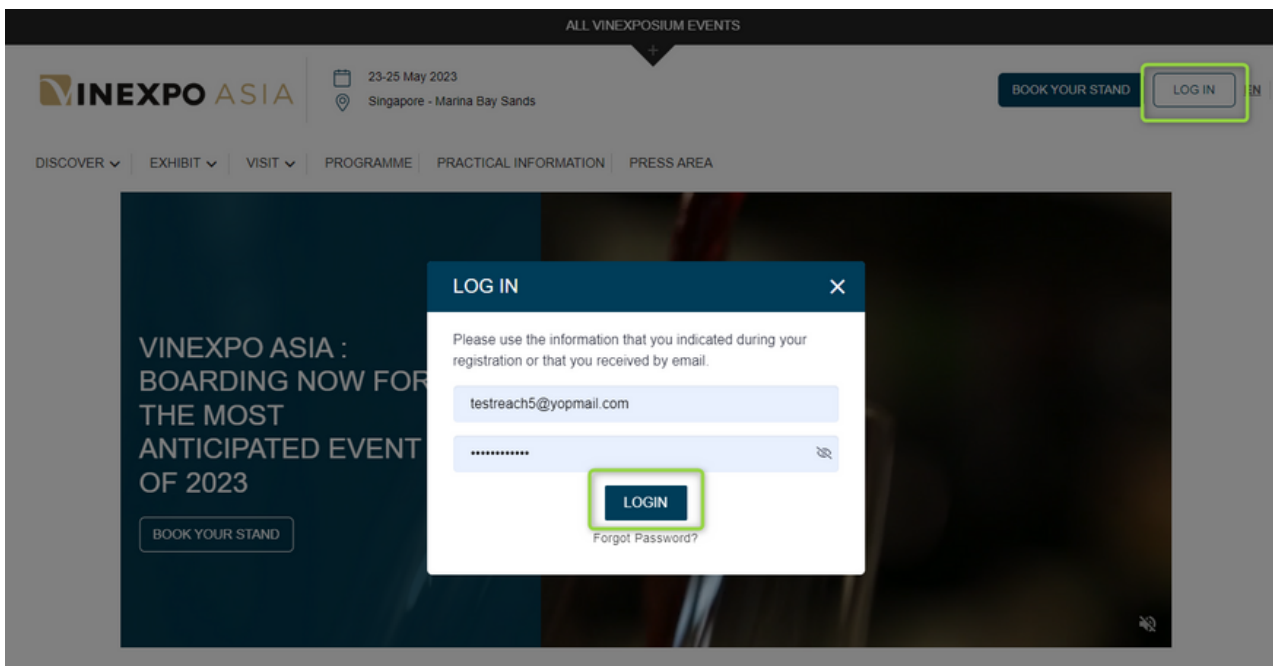 ALL VINEXPOSIUM EVENTS
+
VINEXPO ASIA
23-25 May 2023
Singapore - Marina Bay Sands
BOOK YOUR STAND
LOG IN
EN
DISCOVER
EXHIBIT
VISIT
PROGRAMME
PRACTICAL INFORMATION
PRESS AREA
VINEXPO ASIA :
BOARDING NOW FOR
THE MOST
ANTICIPATED EVENT
OF 2023
BOOK YOUR STAND
LOG IN
Please use the information that you indicated during your
registration or that you received by email.
testreach5@yopmail.com
••••••••••••
LOGIN
Forgot Password?